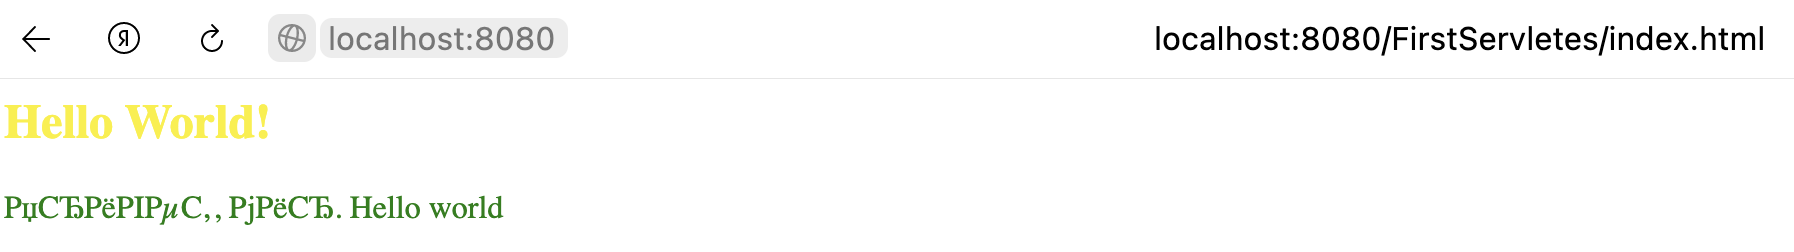 Я localhost:8080 localhost:8080/FirstServletes/index.html
Hello World!
РџСЂРёРІРµС‚, РјРёСЂ. Hello world